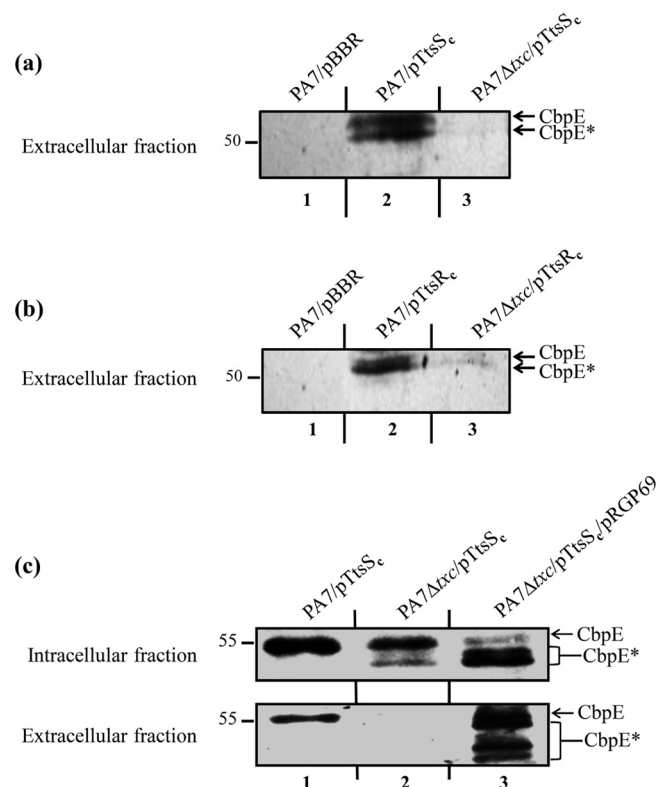 (a)
PA7/pBBR
PA7/pTtsSc
PA7Δtxc/pTtsSc
Extracellular fraction
50
CbpE
CbpE*
1 2 3
(b)
PA7/pBBR
PA7/pTtsRc
PA7Δtxc/pTtsRc
Extracellular fraction
50
CbpE
CbpE*
1 2 3
(c)
PA7/pTtsSc
PA7Δtxc/pTtsSc
PA7Δtxc/pTtsSc/pRGP69
Intracellular fraction
55
CbpE
CbpE*
Extracellular fraction
55
CbpE
CbpE*
1 2 3